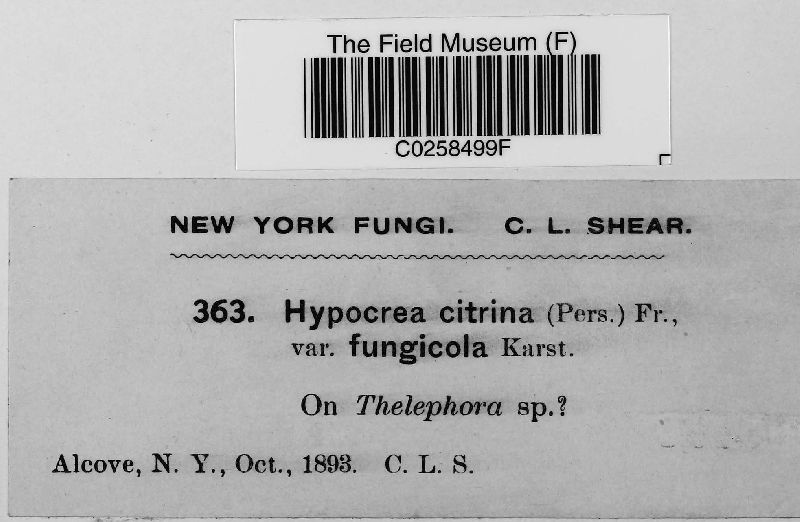 The Field Museum (F)
C0258499F
NEW YORK FUNGI. C. L. SHEAR.
363. Hypocrea citrina (Pers.) Fr.,
var. fungicola Karst.
On Thelephora sp.?
Alcove, N. Y., Oct., 1893. C. L. S.